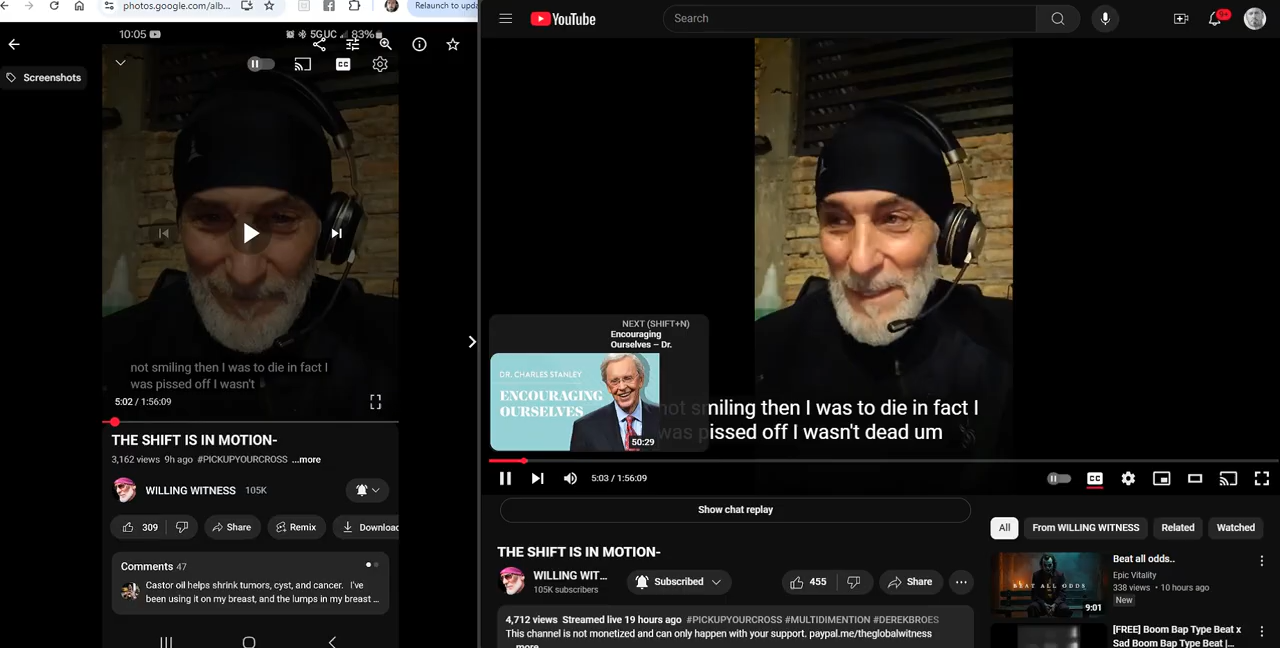 photos.google.com/alb...
Relaunch to upda
10:05
5GUC 83%
Screenshots
not smiling then I was to die in fact I
was pissed off I wasn't
5:02 / 1:56:09
THE SHIFT IS IN MOTION-
3,162 views 9h ago #PICKUPYOURCROSS ...more
WILLING WITNESS 105K
309
Share
Remix
Downloac
Comments 47
Castor oil helps shrink tumors, cyst, and cancer. I've
been using it on my breast, and the lumps in my breast ...
YouTube
Search
9+
NEXT (SHIFT+N)
Encouraging
Ourselves – Dr.
DR. CHARLES STANLEY
ENCOURAGING
OURSELVES
50:29
not smiling then I was to die in fact I
was pissed off I wasn't dead um
5:03 / 1:56:09
CC
Show chat replay
THE SHIFT IS IN MOTION-
WILLING WIT...
105K subscribers
Subscribed
455
Share
4,712 views Streamed live 19 hours ago #PICKUPYOURCROSS #MULTIDIMENTION #DEREKBROES
This channel is not monetized and can only happen with your support. paypal.me/theglobalwitness
...more
All
From WILLING WITNESS
Related
Watched
BEAT ALL ODDS
9:01
Beat all odds..
Epic Vitality
338 views • 10 hours ago
New
[FREE] Boom Bap Type Beat x
Sad Boom Bap Type Beat |...